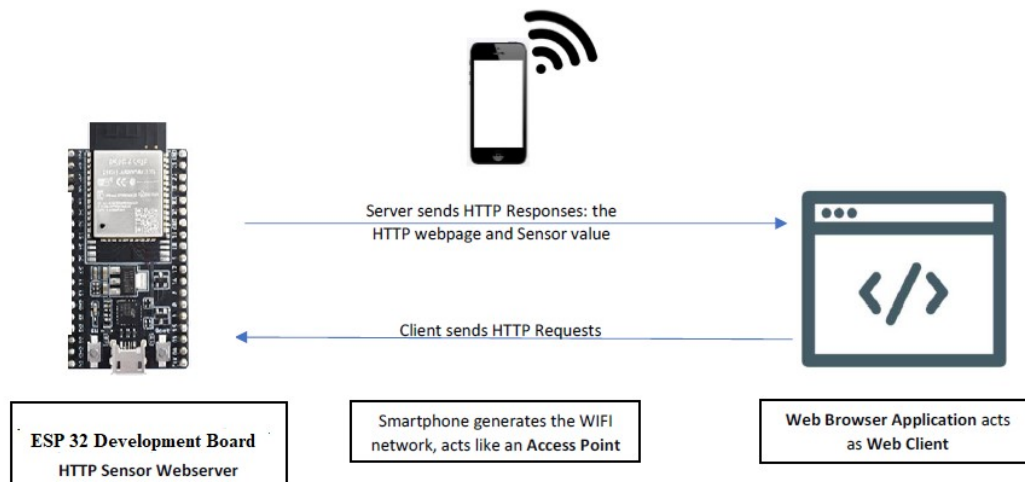 Server sends HTTP Responses: the
HTTP webpage and Sensor value
Client sends HTTP Requests
ESP 32 Development Board
HTTP Sensor Webserver
Smartphone generates the WIFI
network, acts like an Access Point
Web Browser Application acts
as Web Client